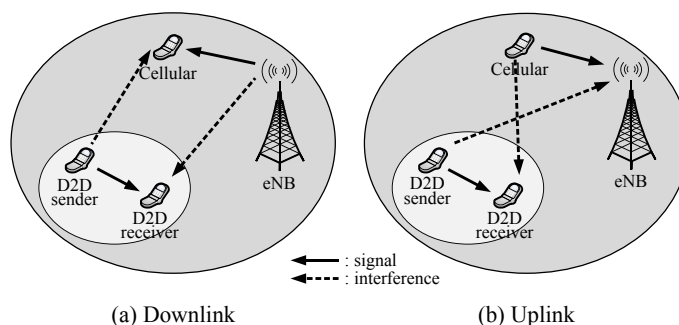 Cellular
D2D
sender
D2D
receiver
eNB
Cellular
D2D
sender
D2D
receiver
eNB
: signal
: interference
(a) Downlink
(b) Uplink